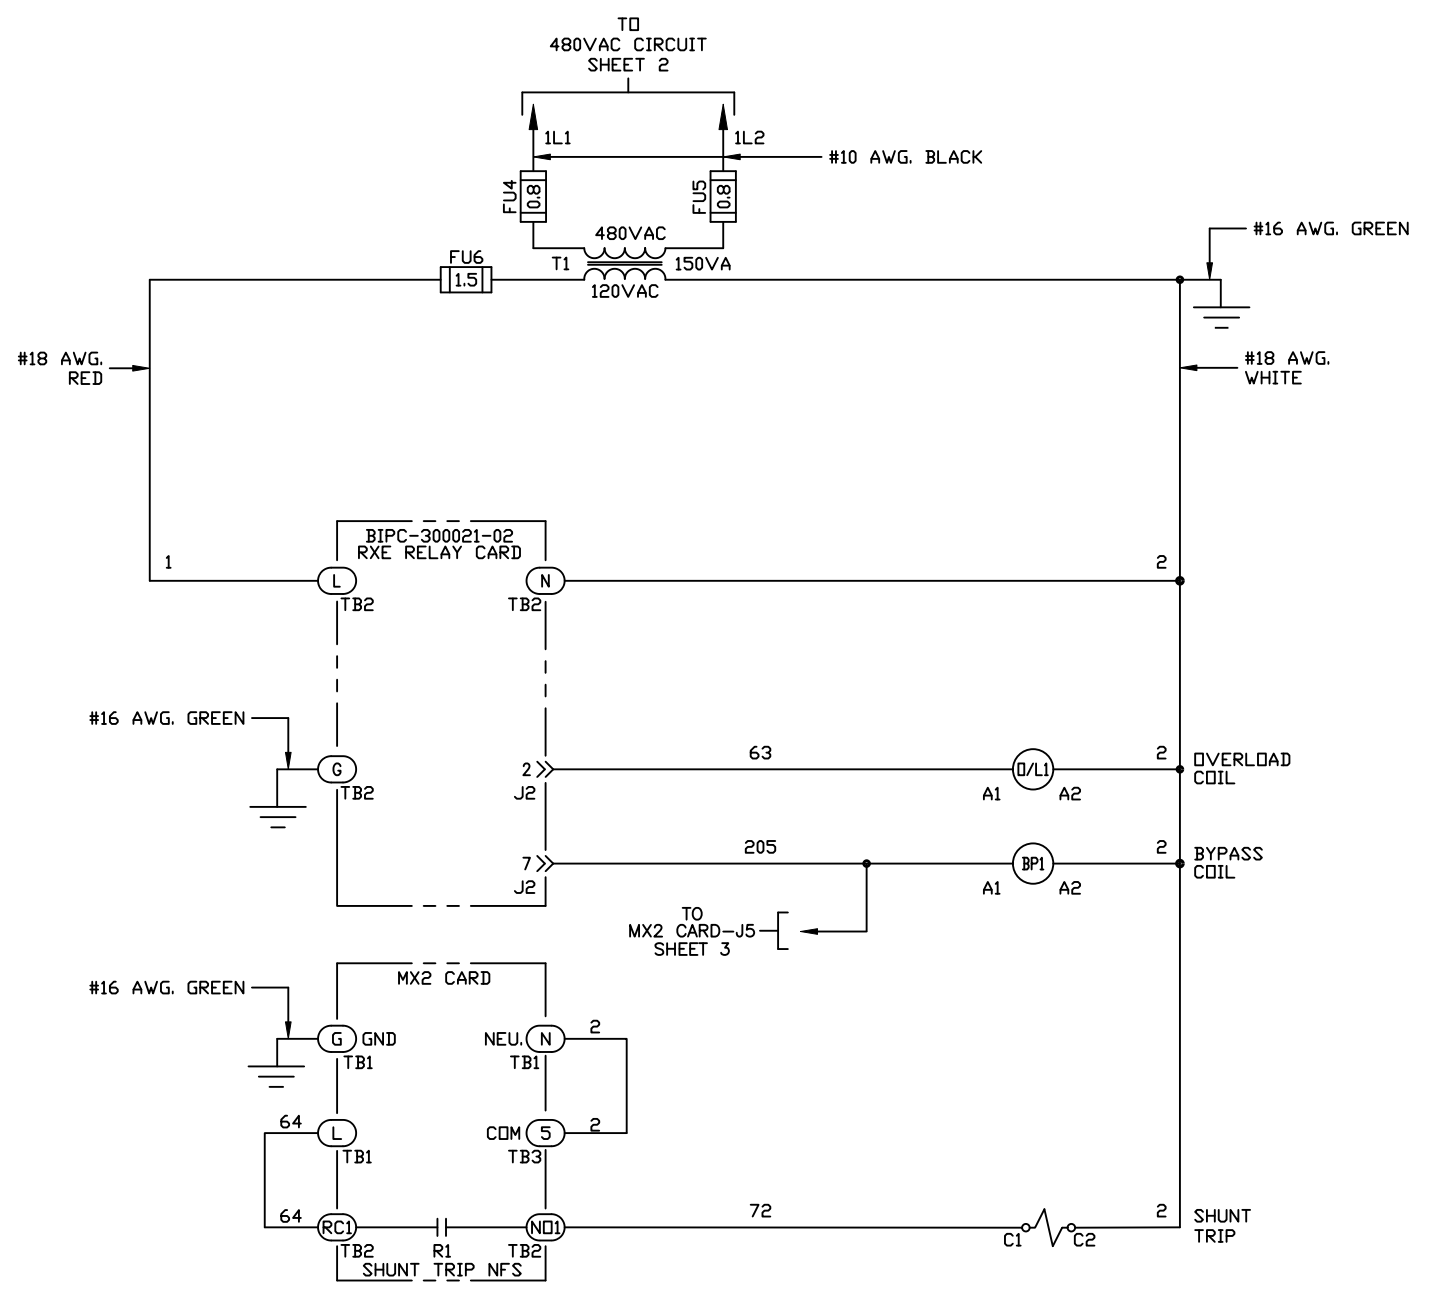 TO
480VAC CIRCUIT
SHEET 2
1L1
1L2
#10 AWG. BLACK
FU4
0.8
FU5
0.8
480VAC
#16 AWG. GREEN
FU6
1.5
T1
150VA
120VAC
#18 AWG.
RED
#18 AWG.
WHITE
BIPC-300021-02
RXE RELAY CARD
1
L
TB2
N
TB2
2
#16 AWG. GREEN
G
TB2
2
J2
63
O/L1
A1
A2
2
OVERLOAD
COIL
7
J2
205
BP1
A1
A2
2
BYPASS
COIL
TO
MX2 CARD-J5
SHEET 3
MX2 CARD
#16 AWG. GREEN
G
GND
TB1
NEU.
N
TB1
2
64
L
TB1
COM
5
TB3
2
64
RC1
TB2
R1
NO1
TB2
SHUNT TRIP NFS
72
C1
C2
2
SHUNT
TRIP